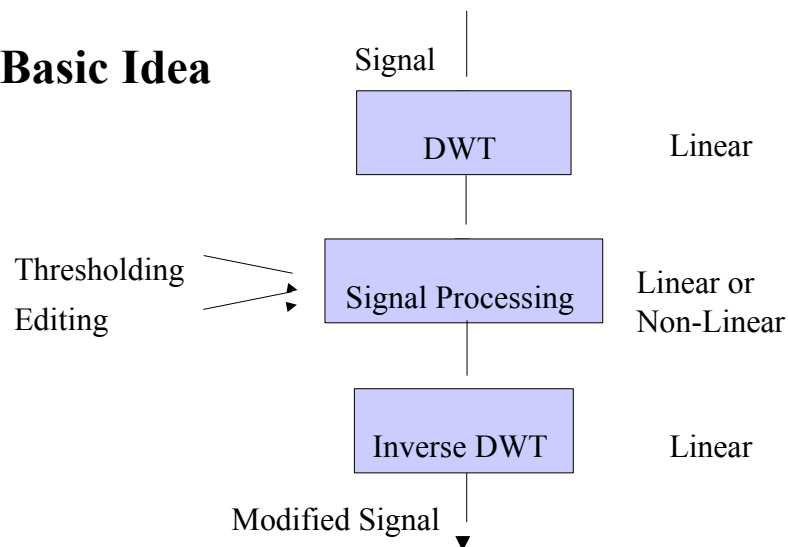 Basic Idea
Signal
DWT
Linear
Thresholding
Editing
Signal Processing
Linear or
Non-Linear
Inverse DWT
Linear
Modified Signal